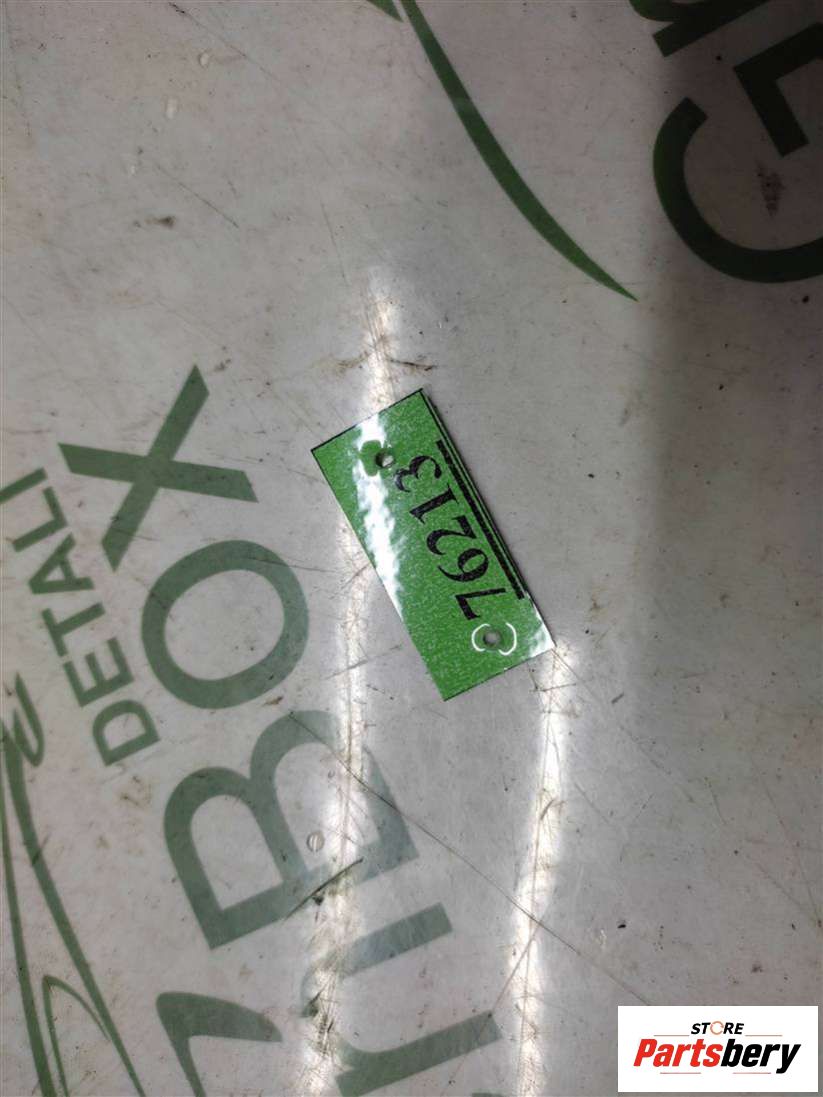 76213
DETALI
BOX
STORE
Partsbery